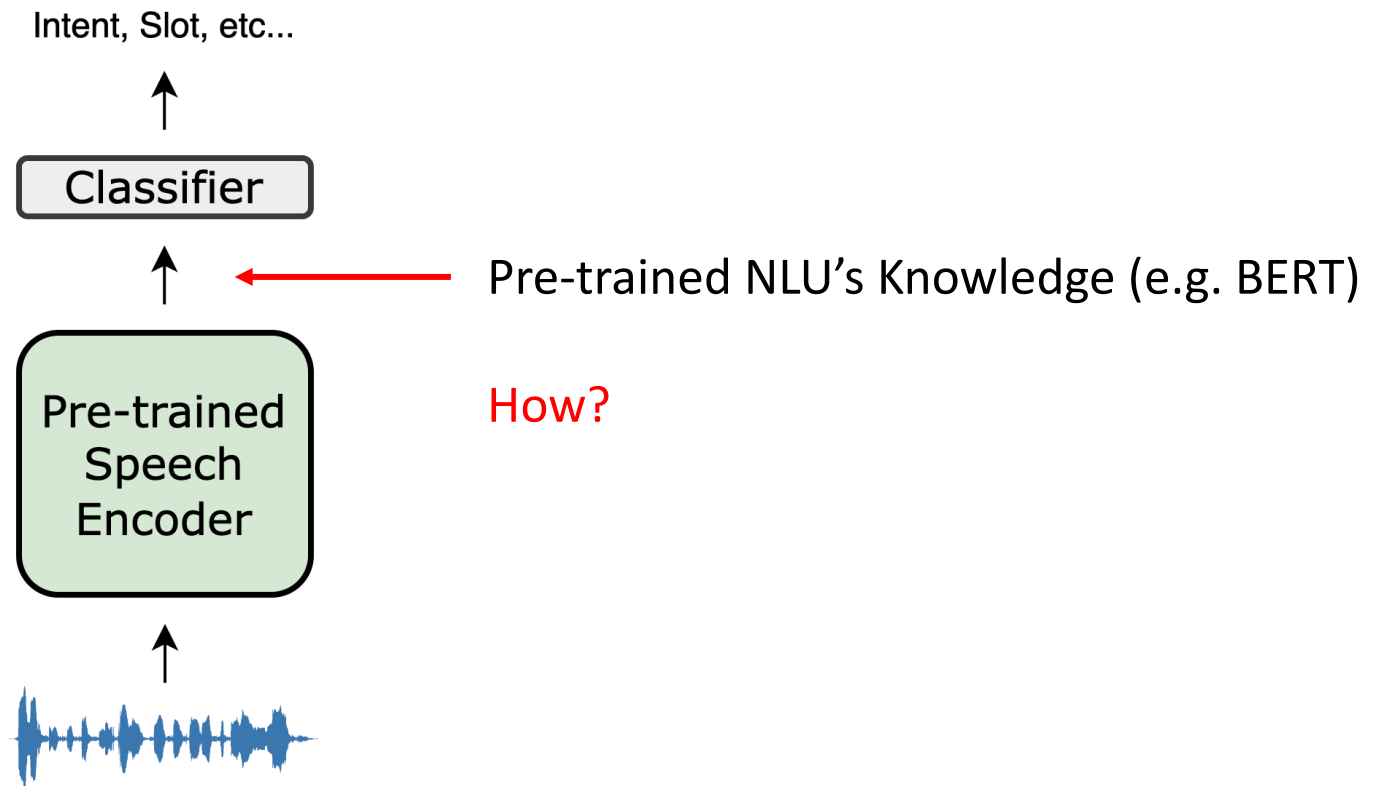 Intent, Slot, etc...
Classifier
Pre-trained NLU’s Knowledge (e.g. BERT)
How?
Pre-trained
Speech
Encoder